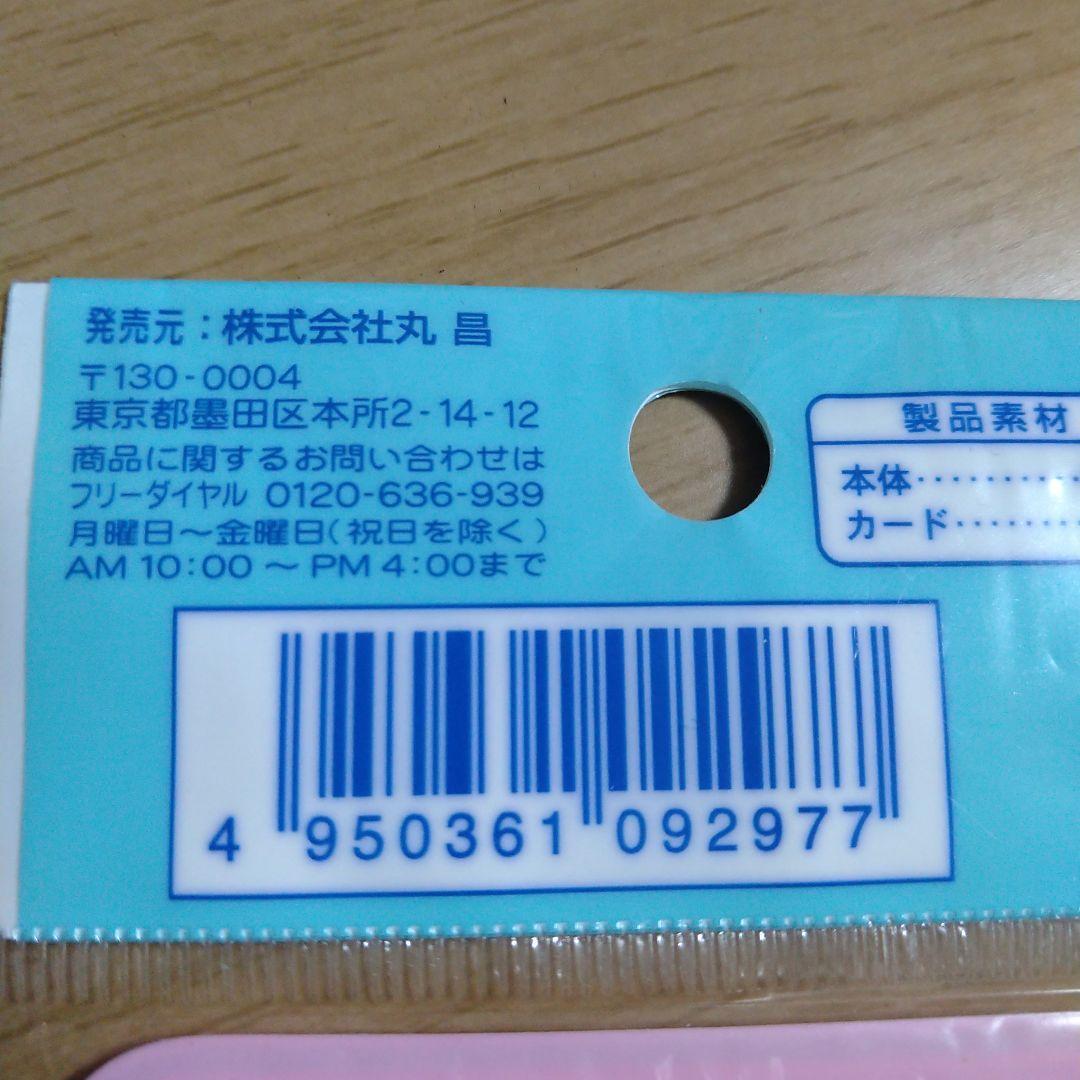 発売元：株式会社丸昌
〒130-0004
東京都墨田区本所2-14-12
商品に関するお問い合わせは
フリーダイヤル 0120-636-939
月曜日～金曜日(祝日を除く)
AM 10:00 ～ PM 4:00まで
4 950361 092977
製品素材
本体‥‥‥‥
カード‥‥‥‥